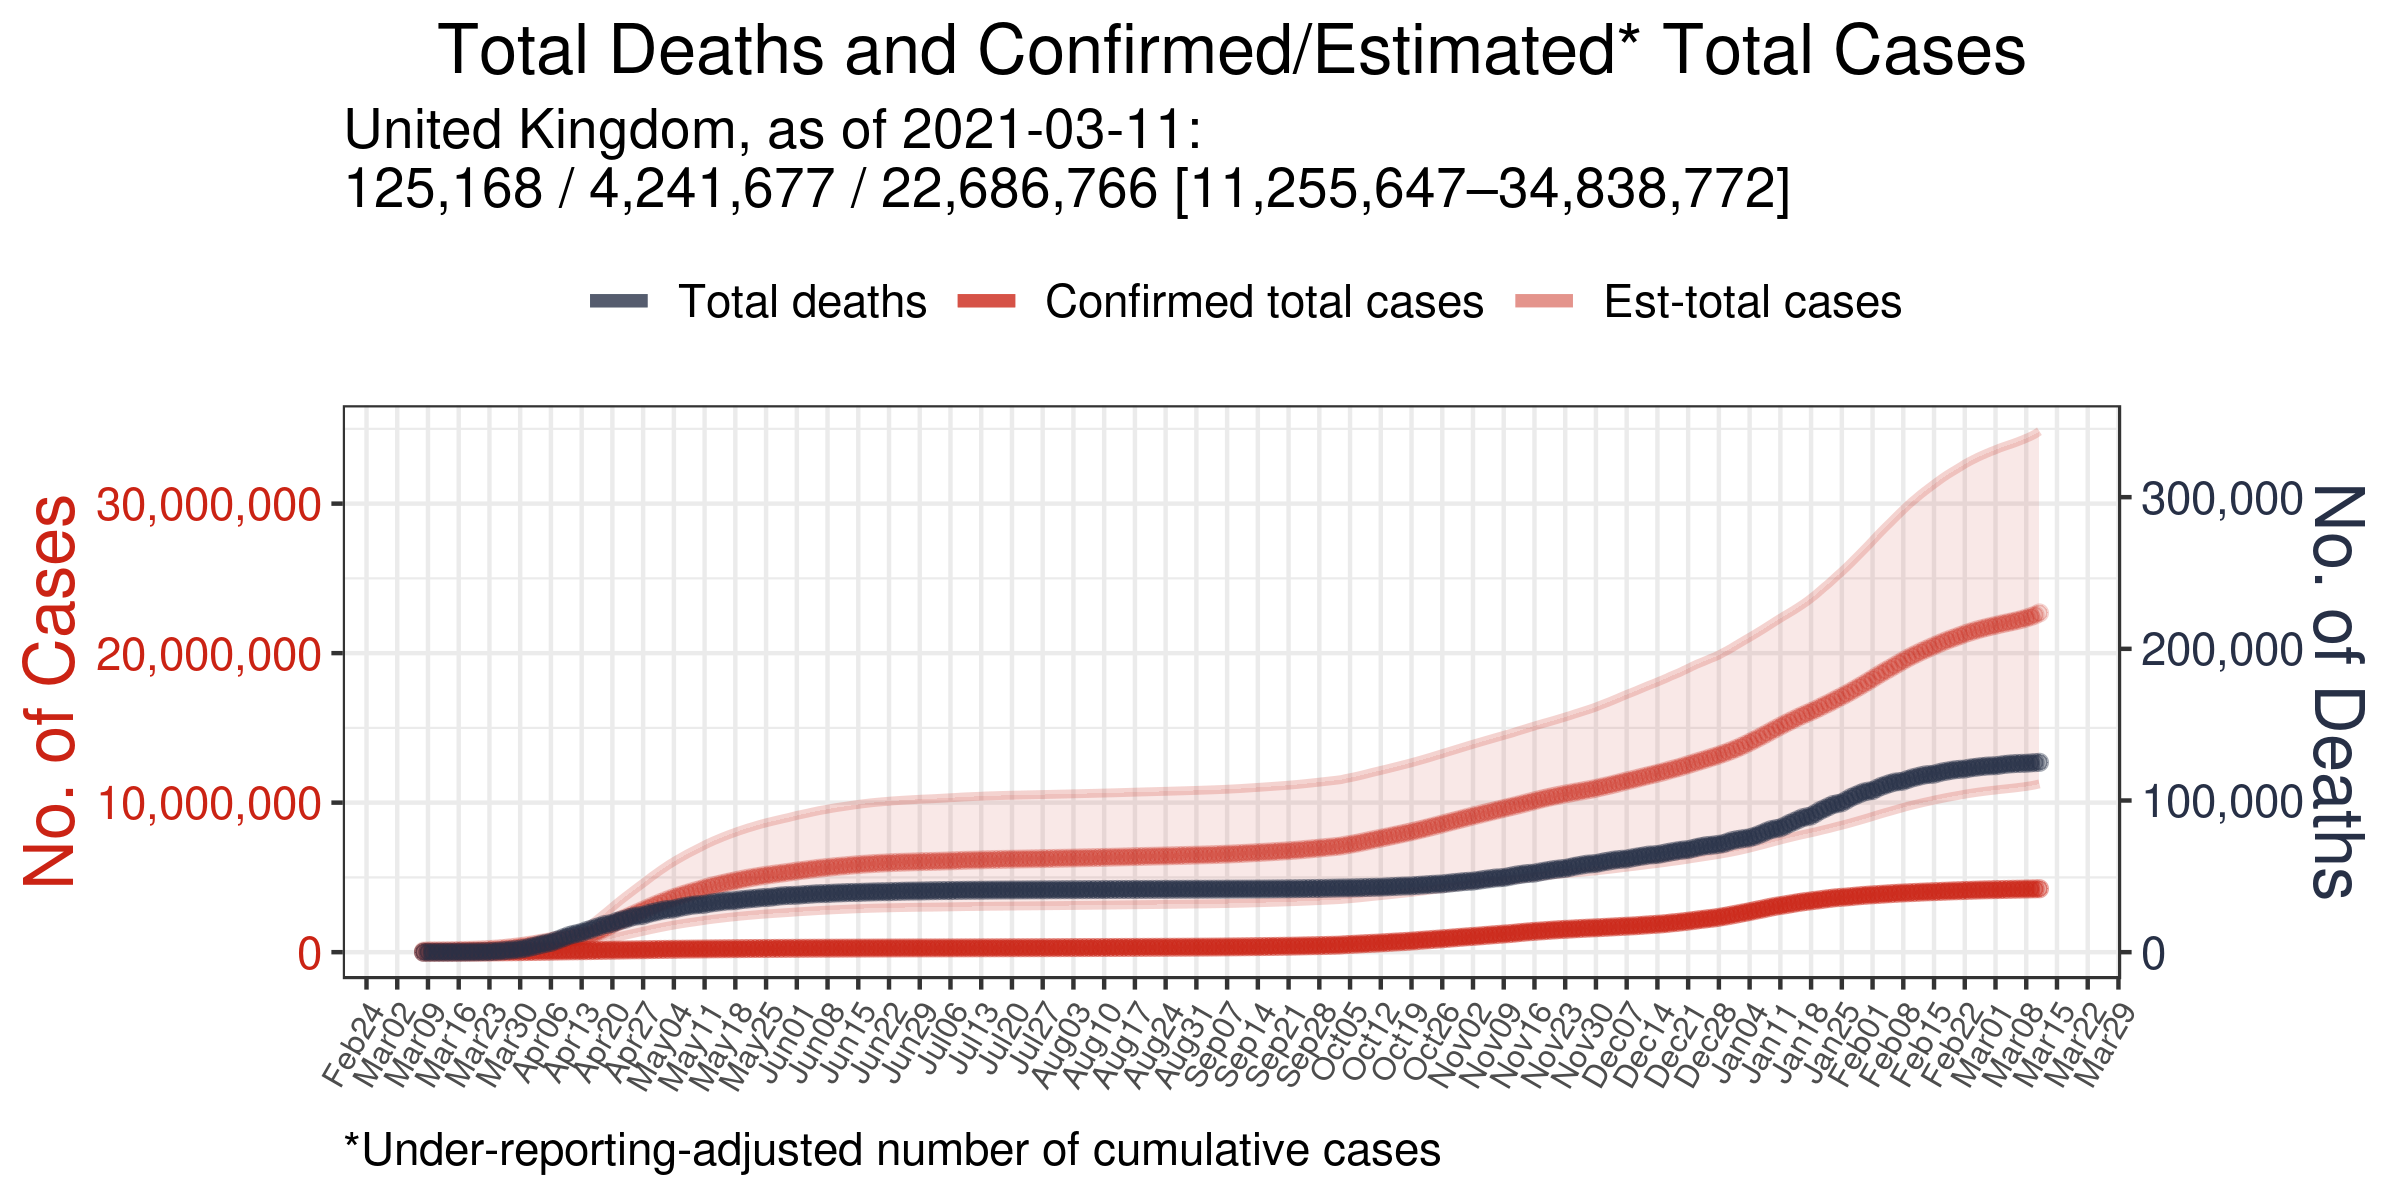 Total Deaths and Confirmed/Estimated* Total Cases
United Kingdom, as of 2021-03-11:
125,168 / 4,241,677 / 22,686,766 [11,255,647–34,838,772]
Total deaths
Confirmed total cases
Est-total cases
No. of Cases
30,000,000
20,000,000
10,000,000
0
300,000
200,000
100,000
0
No. of Deaths
Feb24
Mar02
Mar09
Mar16
Mar23
Mar30
Apr06
Apr13
Apr20
Apr27
May04
May11
May18
May25
Jun01
Jun08
Jun15
Jun22
Jun29
Jul06
Jul13
Jul20
Jul27
Aug03
Aug10
Aug17
Aug24
Aug31
Sep07
Sep14
Sep21
Sep28
Oct05
Oct12
Oct19
Oct26
Nov02
Nov09
Nov16
Nov23
Nov30
Dec07
Dec14
Dec21
Dec28
Jan04
Jan11
Jan18
Jan25
Feb01
Feb08
Feb15
Feb22
Mar01
Mar08
Mar15
Mar22
Mar29
*Under-reporting-adjusted number of cumulative cases